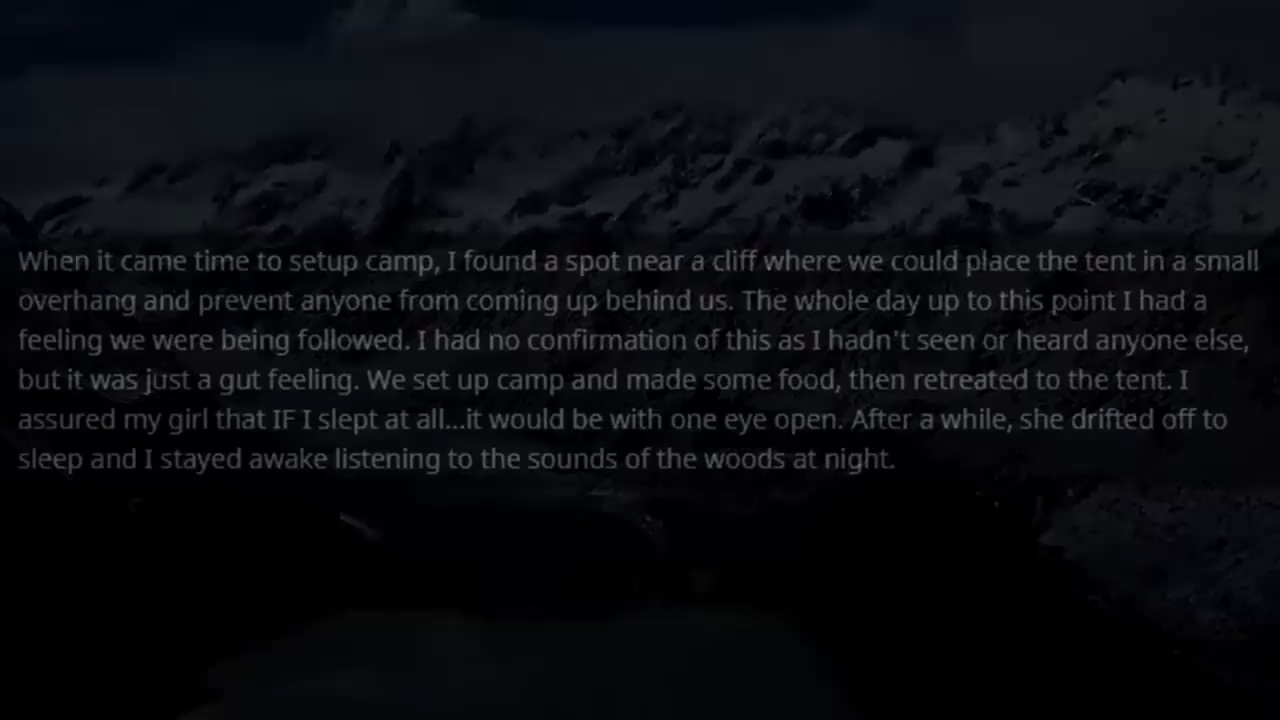 When it came time to setup camp, I found a spot near a cliff where we could place the tent in a small
overhang and prevent anyone from coming up behind us. The whole day up to this point I had a
feeling we were being followed. I had no confirmation of this as I hadn't seen or heard anyone else,
but it was just a gut feeling. We set up camp and made some food, then retreated to the tent. I
assured my girl that IF I slept at all...it would be with one eye open. After a while, she drifted off to
sleep and I stayed awake listening to the sounds of the woods at night.